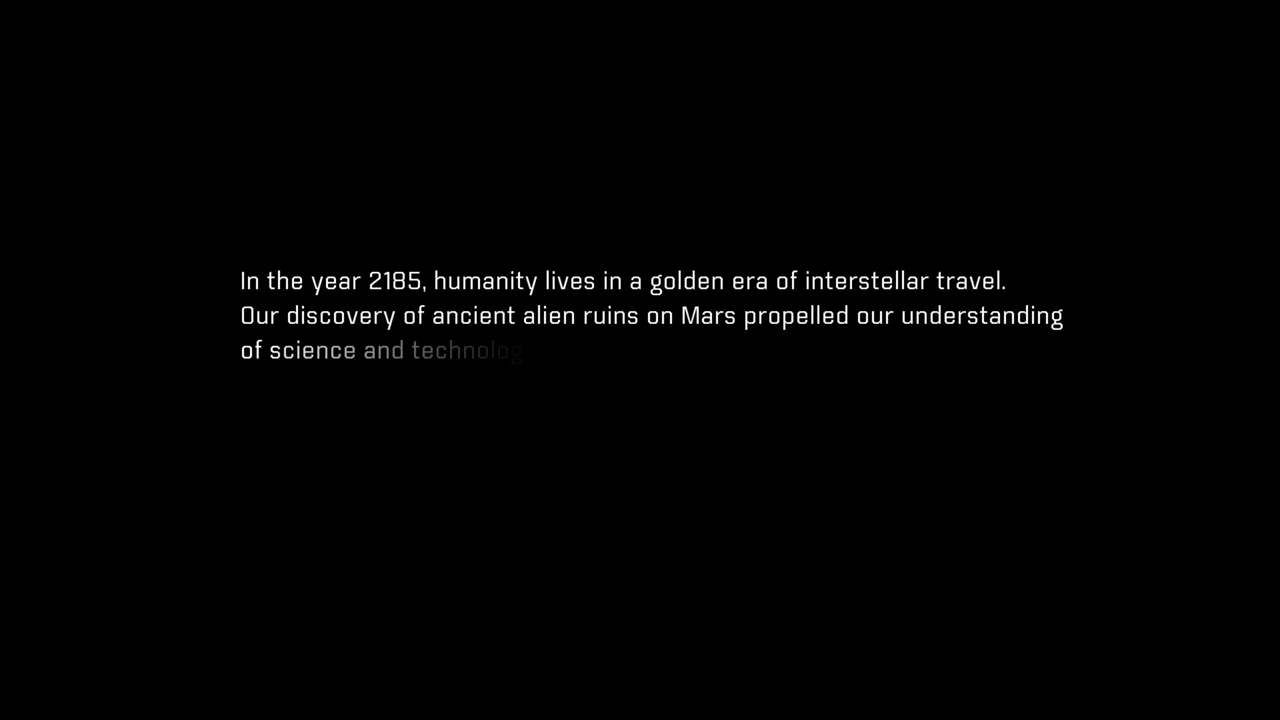 In the year 2185, humanity lives in a golden era of interstellar travel.
Our discovery of ancient alien ruins on Mars propelled our understanding
of science and technolog